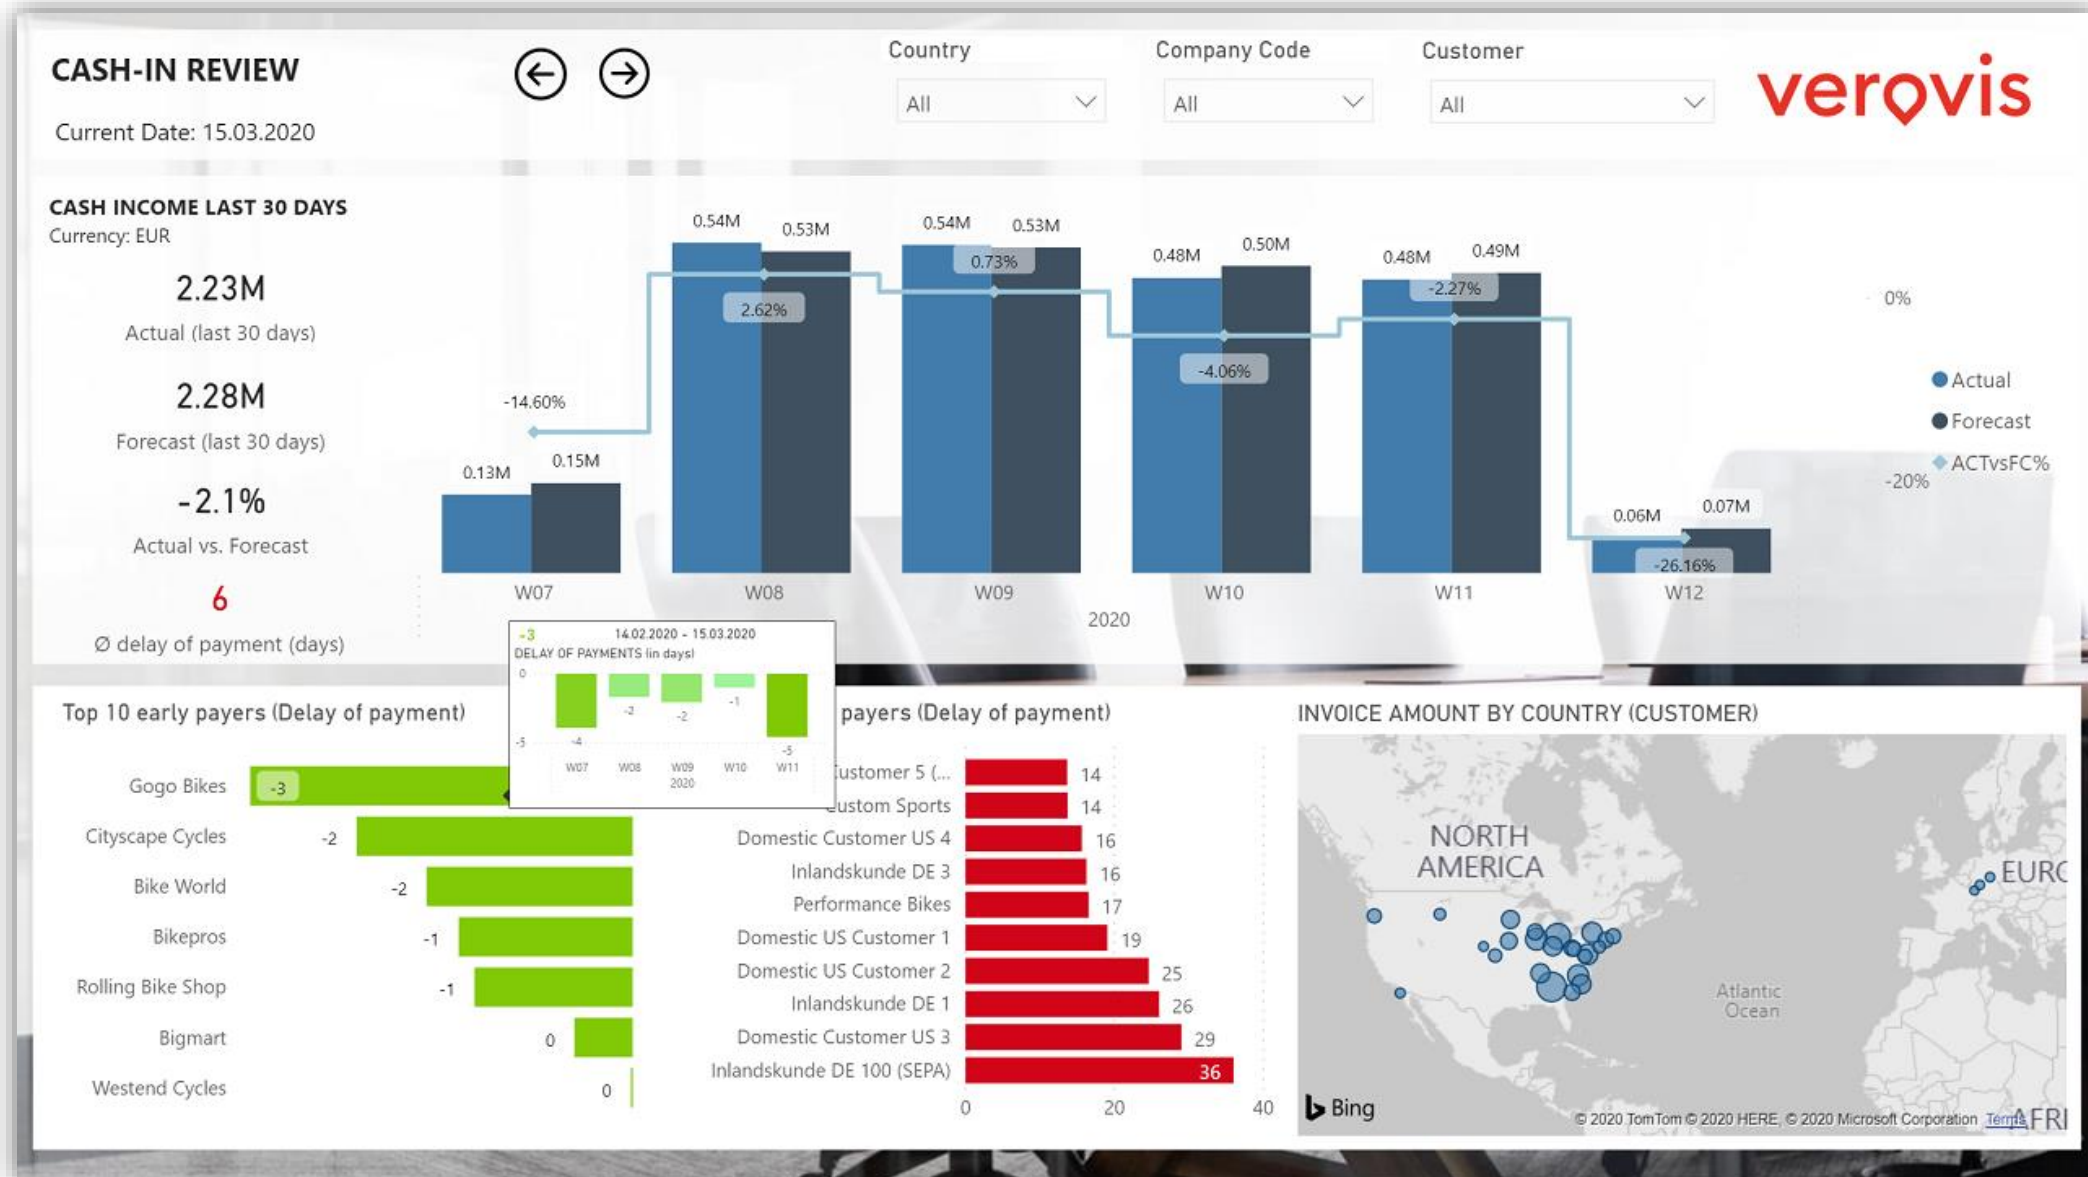 CASH-IN REVIEW
Current Date: 15.03.2020
Country
All
Company Code
All
Customer
All
verovis
CASH INCOME LAST 30 DAYS
Currency: EUR
2.23M
Actual (last 30 days)
2.28M
Forecast (last 30 days)
-2.1%
Actual vs. Forecast
6
Ø delay of payment (days)
0.13M 0.15M
-14.60%
0.54M 0.53M
2.62%
0.54M 0.53M
0.73%
0.48M 0.50M
-4.06%
0.48M 0.49M
-2.27%
0.06M 0.07M
-26.16%
W07 W08 W09 W10 W11 W12
2020
0%
-20%
Actual
Forecast
ACTvsFC%
-3 14.02.2020 - 15.03.2020
DELAY OF PAYMENTS (in days)
0
-5
-4 -2 -2 -1 -5
W07 W08 W09 W10 W11
2020
Top 10 early payers (Delay of payment)
Gogo Bikes -3
Cityscape Cycles -2
Bike World -2
Bikepros -1
Rolling Bike Shop -1
Bigmart 0
Westend Cycles 0
payers (Delay of payment)
ustomer 5 (... 14
ustom Sports 14
Domestic Customer US 4 16
Inlandskunde DE 3 16
Performance Bikes 17
Domestic US Customer 1 19
Domestic US Customer 2 25
Inlandskunde DE 1 26
Domestic Customer US 3 29
Inlandskunde DE 100 (SEPA) 36
0 20 40
INVOICE AMOUNT BY COUNTRY (CUSTOMER)
NORTH
AMERICA
EURO
Atlantic
Ocean
AFRI
Bing
© 2020 TomTom © 2020 HERE, © 2020 Microsoft Corporation Terms